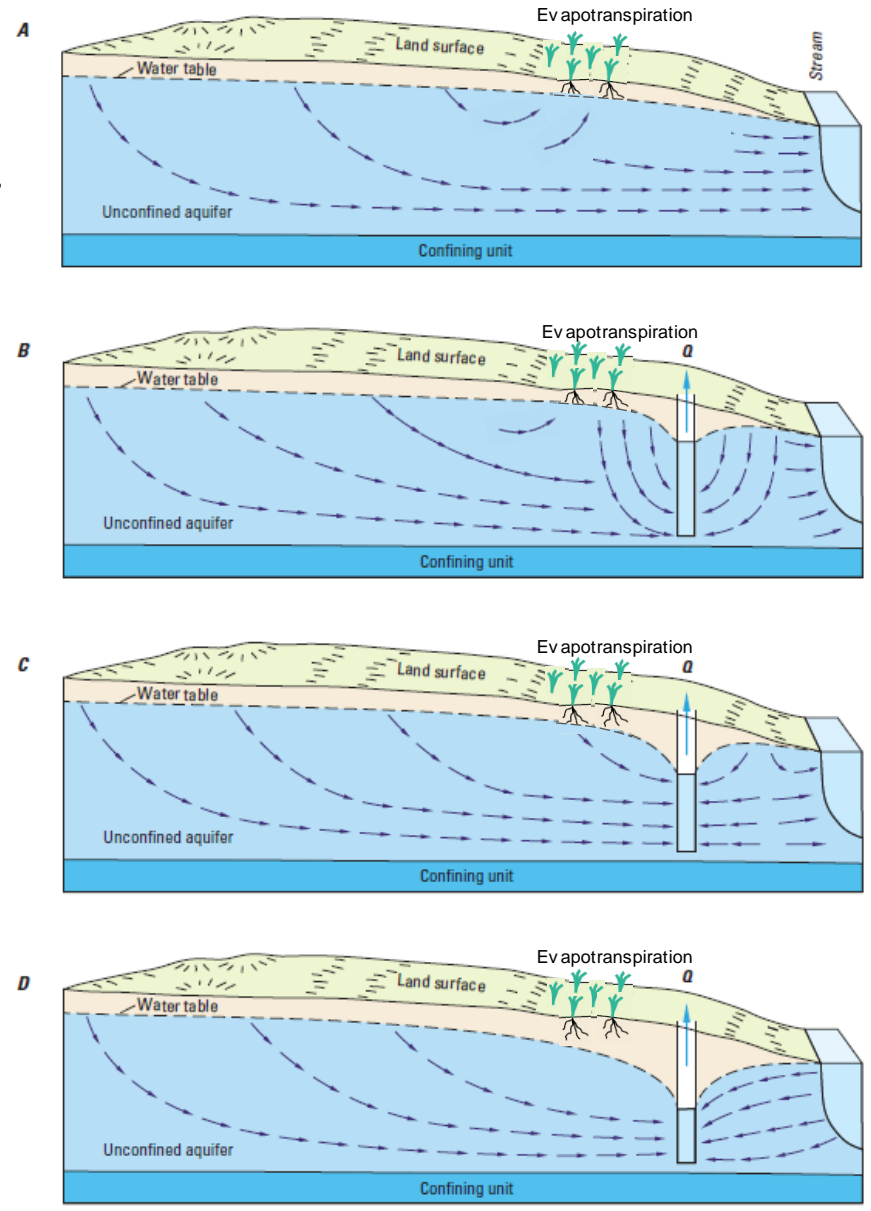 Evapotranspiration
A
Land surface
Stream
Water table
Unconfined aquifer
Confining unit
Evapotranspiration
B
Q
Land surface
Water table
Unconfined aquifer
Confining unit
Evapotranspiration
C
Q
Land surface
Water table
Unconfined aquifer
Confining unit
Evapotranspiration
D
Q
Land surface
Water table
Unconfined aquifer
Confining unit